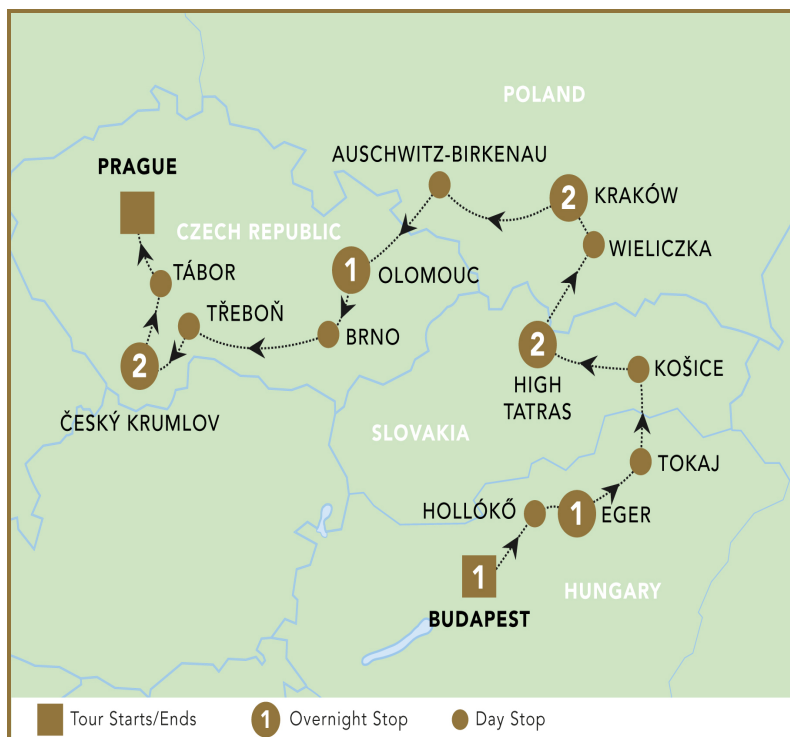 POLAND
AUSCHWITZ-BIRKENAU
PRAGUE
2
KRAKÓW
CZECH REPUBLIC
WIELICZKA
TÁBOR
1
OLOMOUC
TŘEBOŇ
BRNO
2
2
KOŠICE
HIGH
TATRAS
ČESKÝ KRUMLOV
SLOVAKIA
TOKAJ
HOLLÓKŐ
1
EGER
1
HUNGARY
BUDAPEST
Tour Starts/Ends
1
Overnight Stop
Day Stop